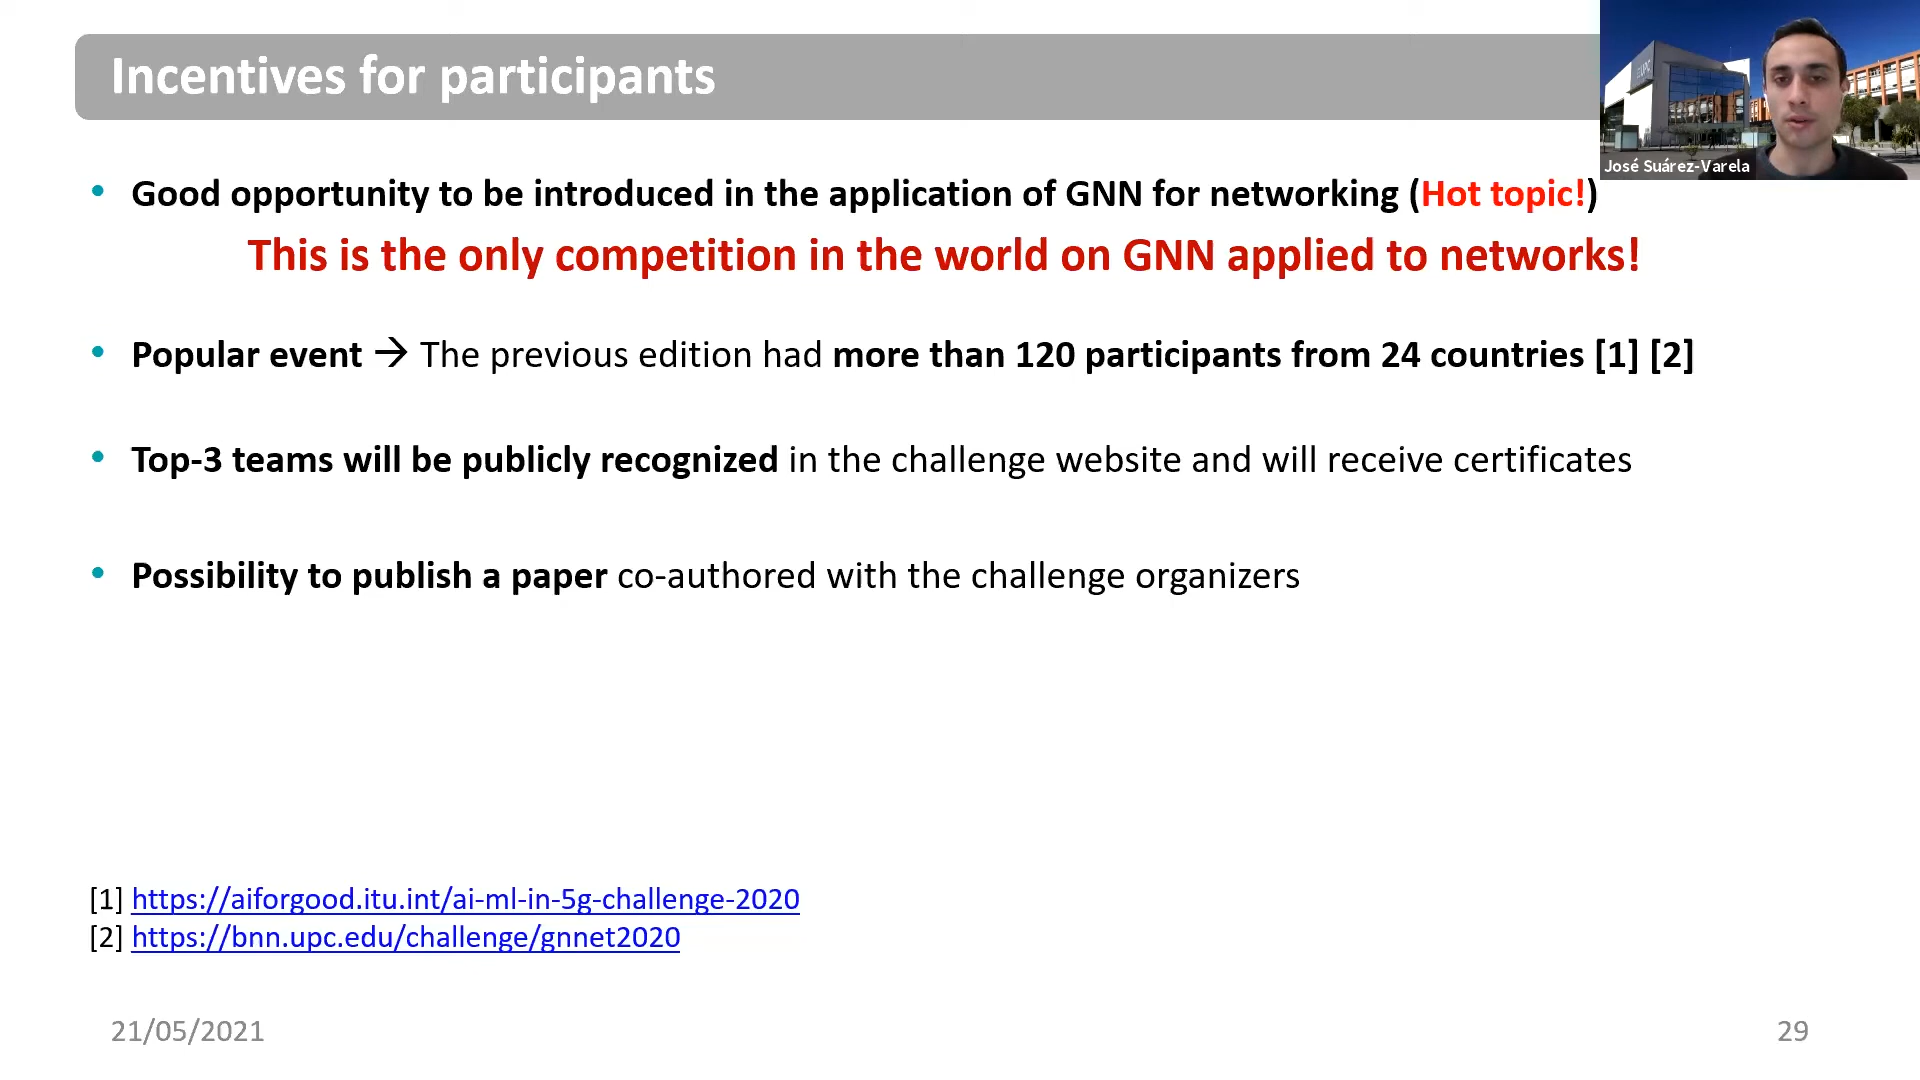 Incentives for participants
José Suárez-Varela
• Good opportunity to be introduced in the application of GNN for networking (Hot topic!)
This is the only competition in the world on GNN applied to networks!
• Popular event → The previous edition had more than 120 participants from 24 countries [1] [2]
• Top-3 teams will be publicly recognized in the challenge website and will receive certificates
• Possibility to publish a paper co-authored with the challenge organizers
[1] https://aiforgood.itu.int/ai-ml-in-5g-challenge-2020
[2] https://bnn.upc.edu/challenge/gnnet2020
21/05/2021
29